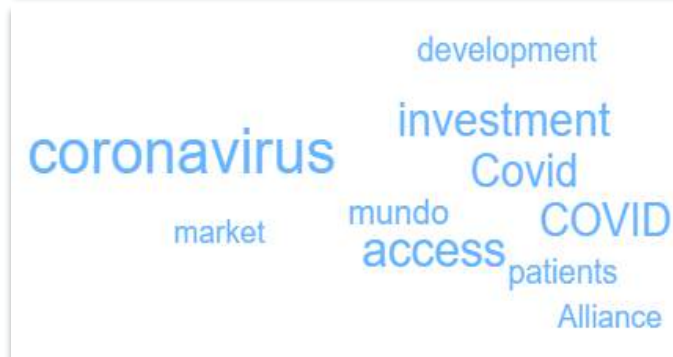 development
investment
coronavirus
Covid
mundo
COVID
market
access
patients
Alliance